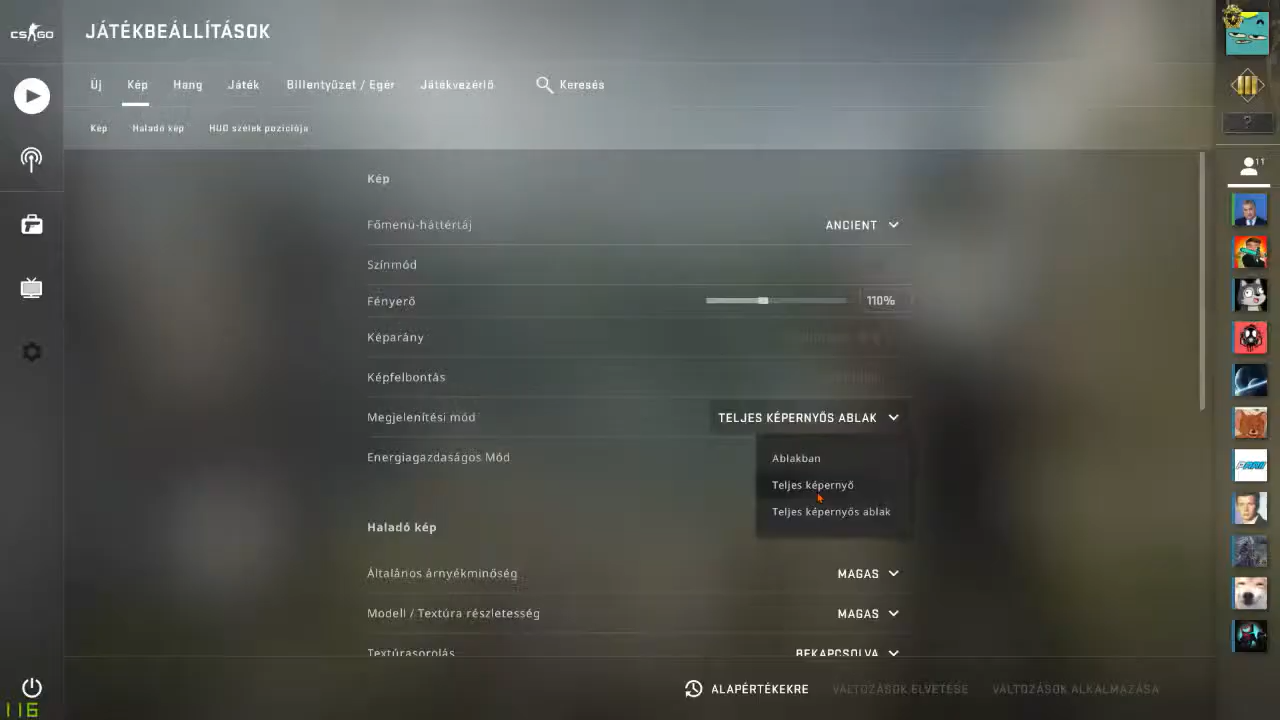 CS:GO
JÁTÉKBEÁLLÍTÁSOK
Új
Kép
Hang
Játék
Billentyűzet / Egér
Játékvezérlő
Keresés
Kép
Haladó kép
HUD szélek pozíciója
?
11
Kép
Főmenü-háttértáj
ANCIENT
Színmód
Fényerő
110%
Képarány
Képfelbontás
Megjelenítési mód
TELJES KÉPERNYŐS ABLAK
Energiagazdaságos Mód
Ablakban
Teljes képernyő
Teljes képernyős ablak
Haladó kép
Általános árnyékminőség
MAGAS
Modell / Textúra részletesség
MAGAS
Textúrasorolás
BEKAPCSOLVA
ALAPÉRTÉKEKRE
VÁLTOZÁSOK ELVETÉSE
VÁLTOZÁSOK ALKALMAZÁSA
116